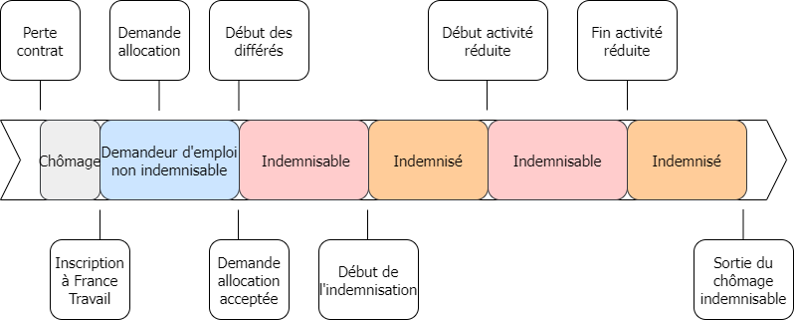 Perte
contrat
Demande
allocation
Début des
différés
Début activité
réduite
Fin activité
réduite
Chômage
Demandeur d'emploi
non indemnisable
Indemnisable
Indemnisé
Indemnisable
Indemnisé
Inscription
à France
Travail
Demande
allocation
acceptée
Début de
l'indemnisation
Sortie du
chômage
indemnisable